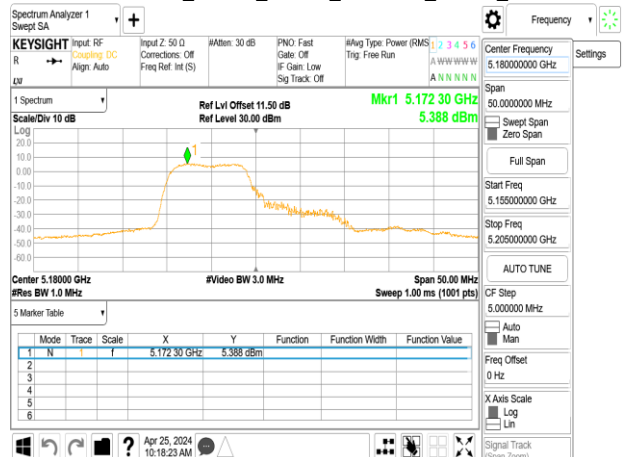 Spectrum Analyzer 1
Swept SA
+
Frequency
KEYSIGHT
R
Input: RF
Coupling: DC
Align: Auto
Input Z: 50 Ω
Corrections: Off
Freq Ref: Int (S)
#Atten: 30 dB
PNO: Fast
Gate: Off
IF Gain: Low
Sig Track: Off
#Avg Type: Power (RMS
Trig: Free Run
1 2 3 4 5 6
A W W W W W
A N N N N N
Center Frequency
5.180000000 GHz
Settings
Span
50.0000000 MHz
Swept Span
Zero Span
Full Span
Start Freq
5.155000000 GHz
Stop Freq
5.205000000 GHz
AUTO TUNE
CF Step
5.000000 MHz
Auto
Man
Freq Offset
0 Hz
X Axis Scale
Log
Lin
Signal Track
(Span Zoom)
1 Spectrum
Scale/Div 10 dB
Ref Lvl Offset 11.50 dB
Ref Level 30.00 dBm
Mkr1 5.172 30 GHz
5.388 dBm
Log
20.0
10.0
0.00
-10.0
-20.0
-30.0
-40.0
-50.0
-60.0
1
Center 5.18000 GHz
#Res BW 1.0 MHz
#Video BW 3.0 MHz
Span 50.00 MHz
Sweep 1.00 ms (1001 pts)
5 Marker Table
Mode Trace Scale X Y Function Function Width Function Value
1 N 1 f 5.172 30 GHz 5.388 dBm
2
3
4
5
6
?
Apr 25, 2024
10:18:23 AM